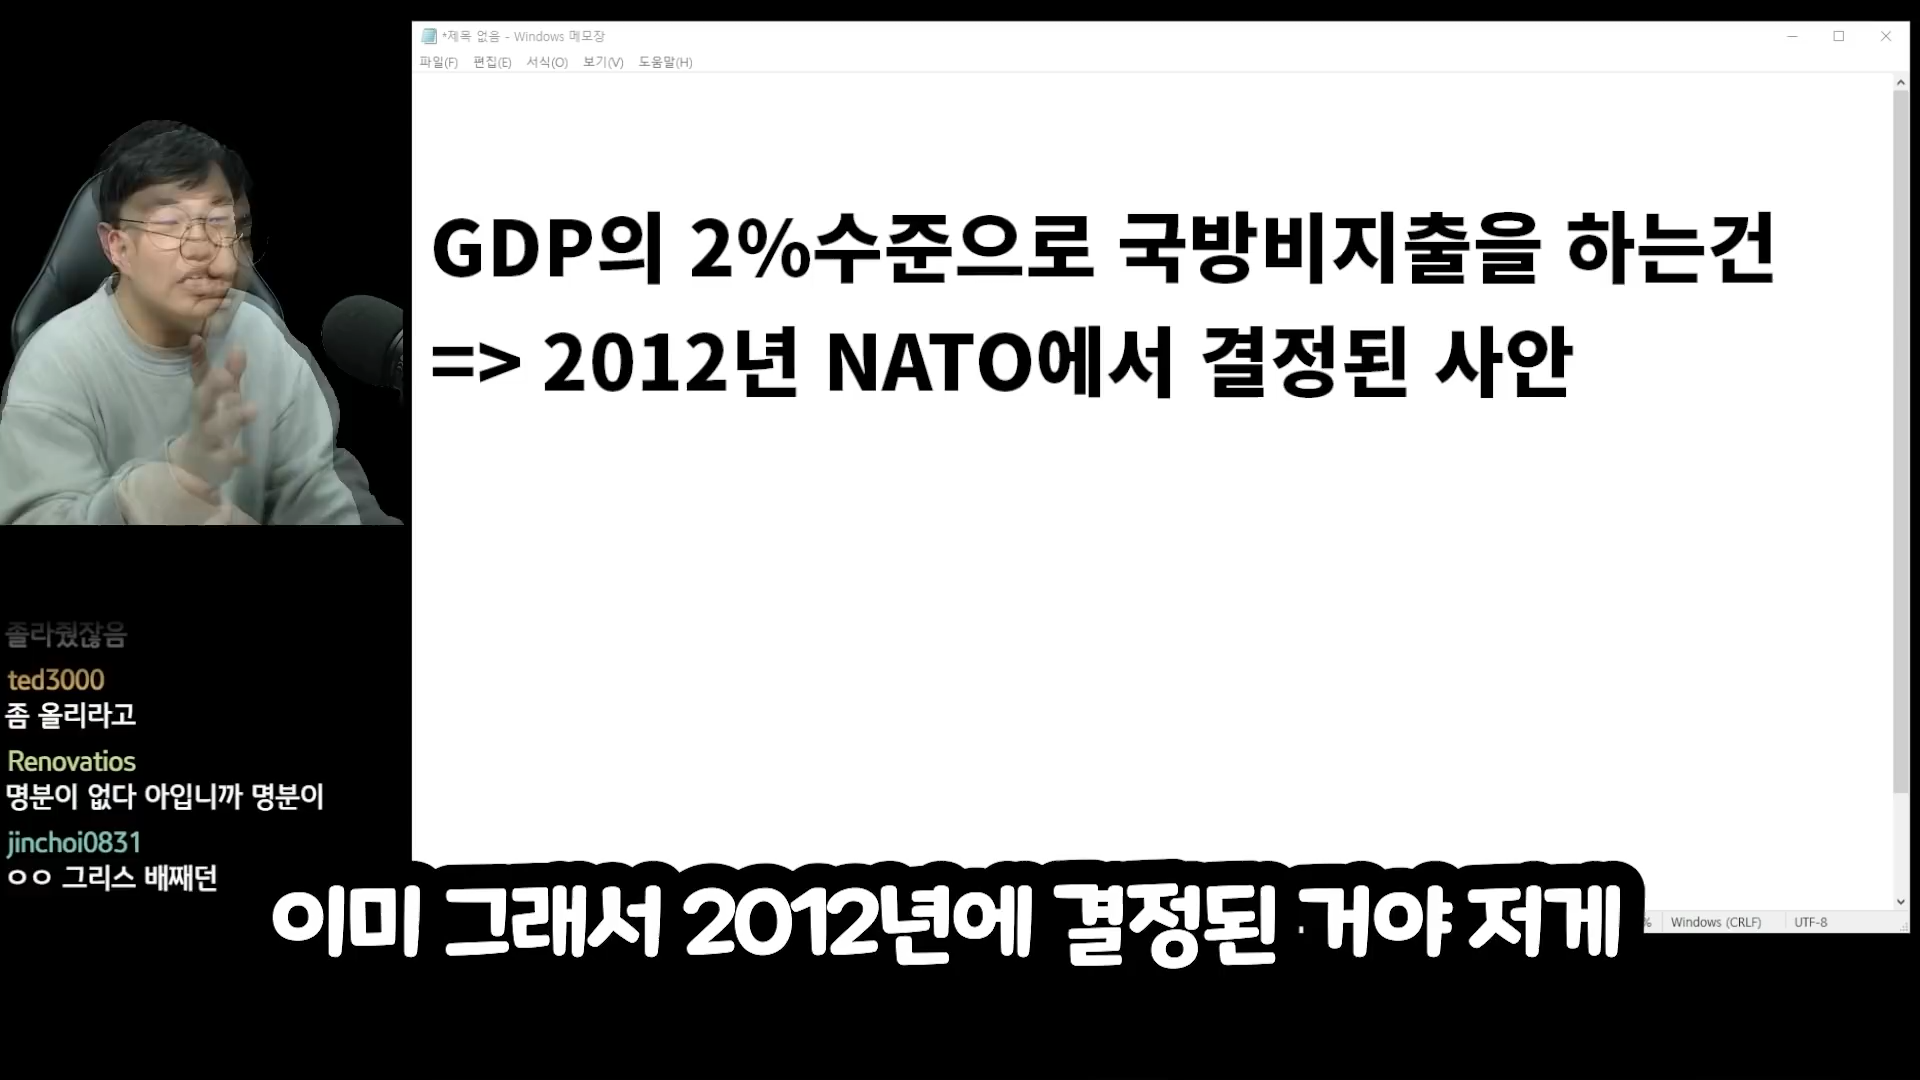 *제목 없음 - Windows 메모장
파일(F) 편집(E) 서식(O) 보기(V) 도움말(H)
GDP의 2%수준으로 국방비지출을 하는건
=> 2012년 NATO에서 결정된 사안
졸라줬잖음
ted3000
좀 올리라고
Renovatios
명분이 없다 아입니까 명분이
jinchoi0831
ㅇㅇ 그리스 배째던
이미 그래서 2012년에 결정된 거야 저게
% Windows (CRLF) UTF-8